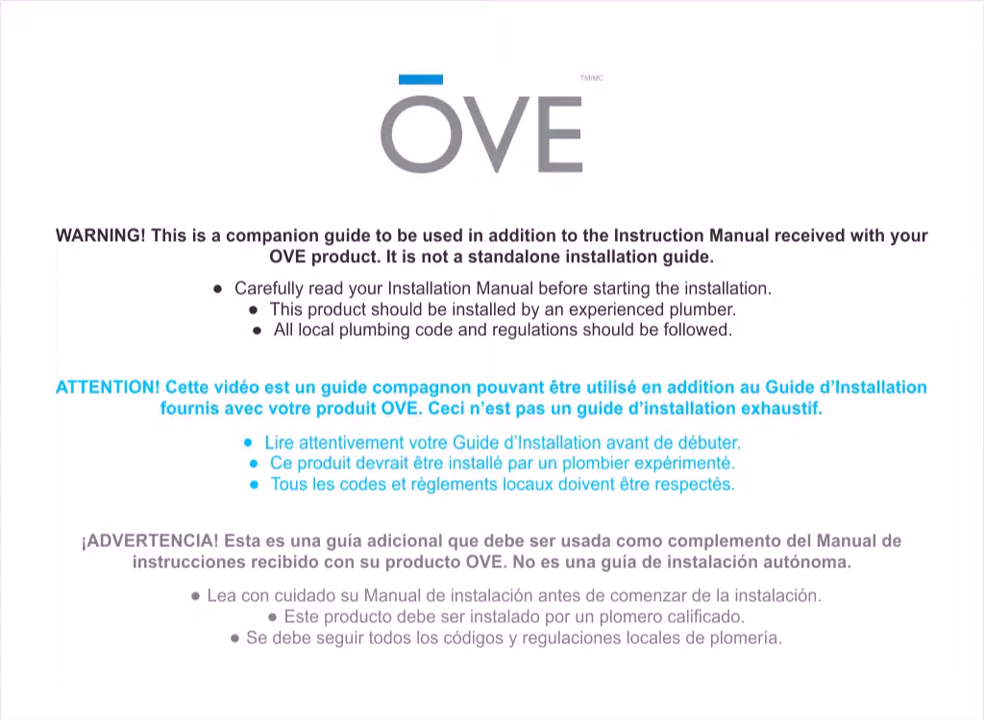 TM/MC
ŌVE
WARNING! This is a companion guide to be used in addition to the Instruction Manual received with your
OVE product. It is not a standalone installation guide.
● Carefully read your Installation Manual before starting the installation.
● This product should be installed by an experienced plumber.
● All local plumbing code and regulations should be followed.
ATTENTION! Cette vidéo est un guide compagnon pouvant être utilisé en addition au Guide d’Installation
fournis avec votre produit OVE. Ceci n’est pas un guide d’installation exhaustif.
● Lire attentivement votre Guide d’Installation avant de débuter.
● Ce produit devrait être installé par un plombier expérimenté.
● Tous les codes et règlements locaux doivent être respectés.
¡ADVERTENCIA! Esta es una guía adicional que debe ser usada como complemento del Manual de
instrucciones recibido con su producto OVE. No es una guía de instalación autónoma.
● Lea con cuidado su Manual de instalación antes de comenzar de la instalación.
● Este producto debe ser instalado por un plomero calificado.
● Se debe seguir todos los códigos y regulaciones locales de plomería.